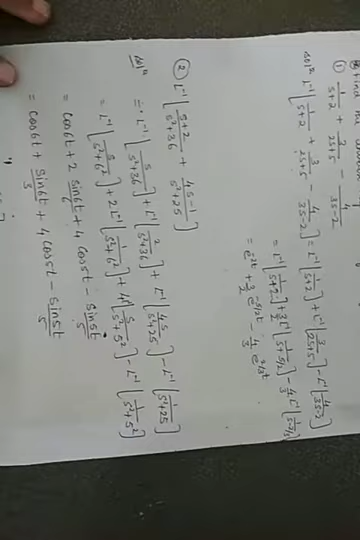 Find the
① 1/(s+2) + 3/(2s+5) - 4/(3s-2)
solⁿ L⁻¹[1/(s+2) + 3/(2s+5) - 4/(3s-2)] = L⁻¹[1/(s+2)] + L⁻¹[3/(2s+5)] - L⁻¹[4/(3s-2)]
= L⁻¹[1/(s+2)] + 3/2 L⁻¹[1/(s+5/2)] - 4/3 L⁻¹[1/(s-2/3)]
= e^-2t + 3/2 e^-5/2t - 4/3 e^2/3t
② L⁻¹[(s+2)/(s²+36) + (4s-1)/(s²+25)]
solⁿ := L⁻¹[s/(s²+36)] + L⁻¹[2/(s²+36)] + L⁻¹[4s/(s²+25)] - L⁻¹[1/(s²+25)]
= L⁻¹[s/(s²+6²)] + 2L⁻¹[1/(s²+6²)] + 4L⁻¹[s/(s²+5²)] - L⁻¹[1/(s²+5²)]
= cos6t + 2 sin6t/6 + 4 cos5t - sin5t/5
= cos6t + sin6t/3 + 4 cos5t - sin5t/5